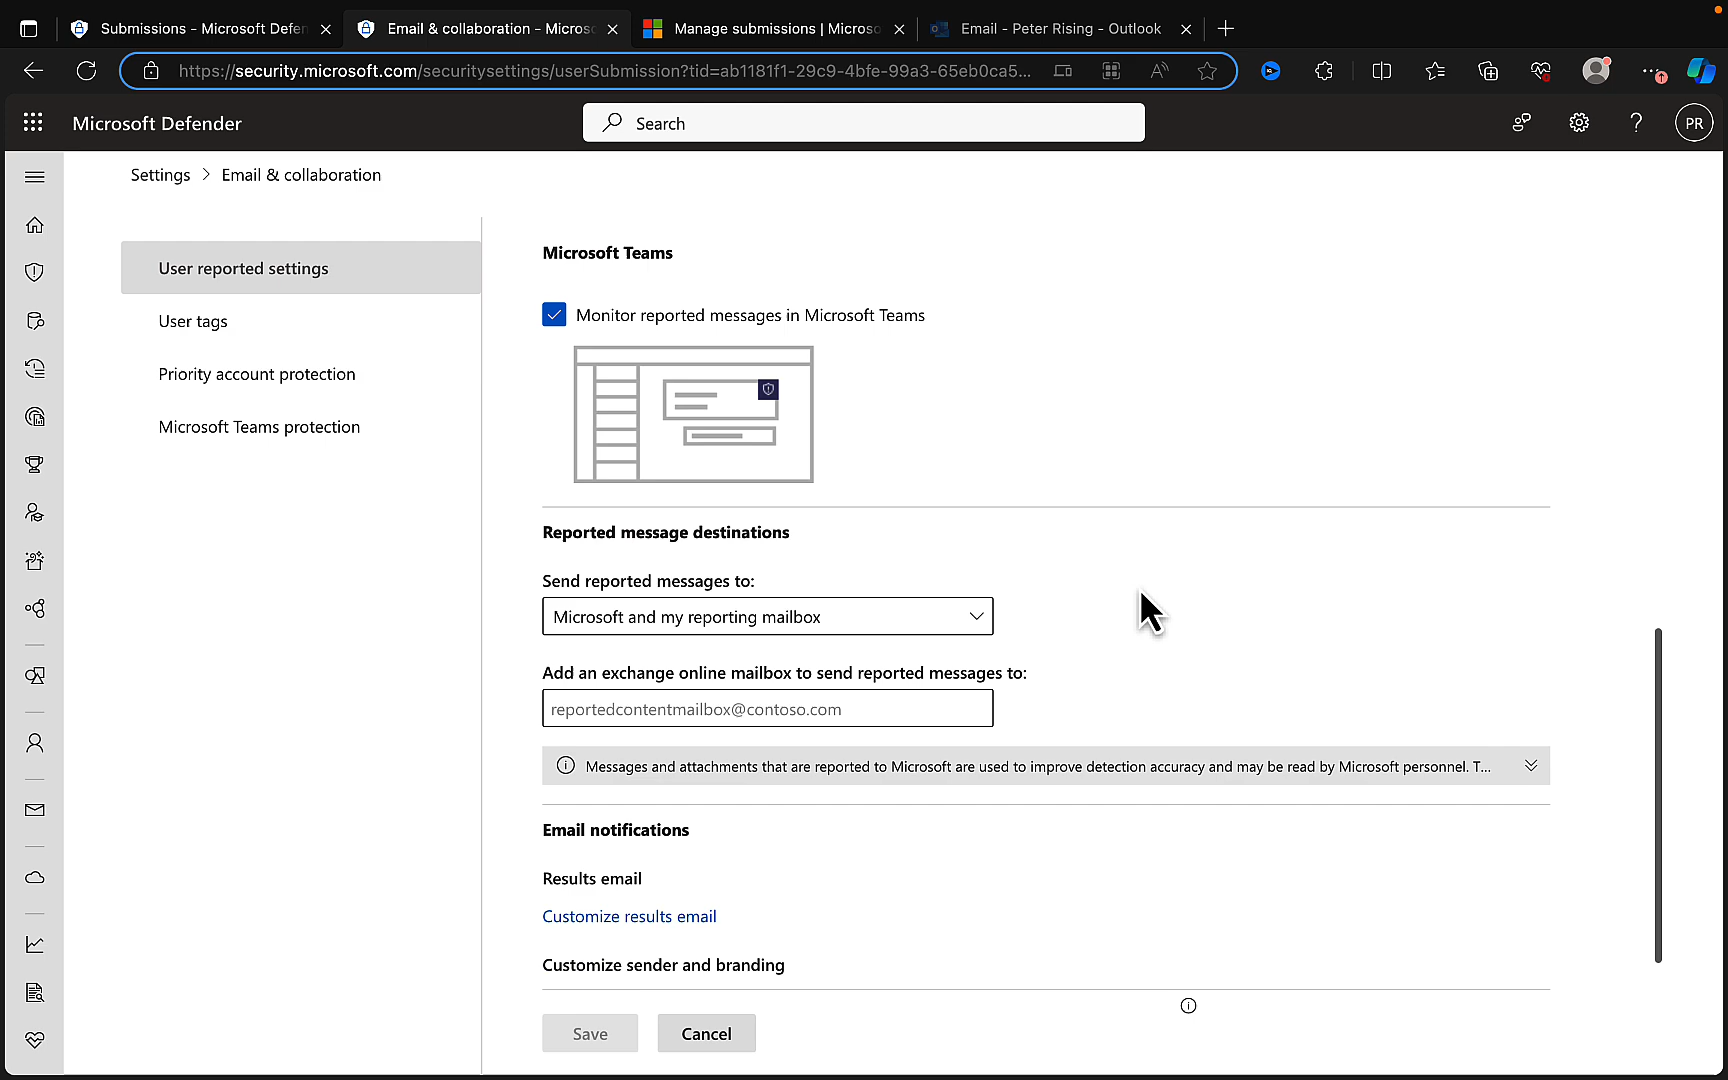 Submissions - Microsoft Defen
Email & collaboration - Micros
Manage submissions | Microso
Email - Peter Rising - Outlook
https://security.microsoft.com/securitysettings/userSubmission?tid=ab1181f1-29c9-4bfe-99a3-65eb0ca5...
Microsoft Defender
Search
PR
Settings > Email & collaboration
User reported settings
User tags
Priority account protection
Microsoft Teams protection
Microsoft Teams
Monitor reported messages in Microsoft Teams
Reported message destinations
Send reported messages to:
Microsoft and my reporting mailbox
Add an exchange online mailbox to send reported messages to:
reportedcontentmailbox@contoso.com
Messages and attachments that are reported to Microsoft are used to improve detection accuracy and may be read by Microsoft personnel. T...
Email notifications
Results email
Customize results email
Customize sender and branding
Save
Cancel